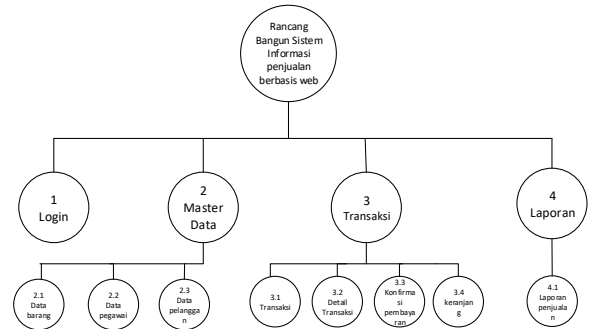 Rancang
Bangun Sistem
Informasi
penjualan
berbasis web
1
Login
2
Master
Data
3
Transaksi
4
Laporan
2.1
Data
barang
2.2
Data
pegawai
2.3
Data
pelangga
n
3.1
Transaksi
3.2
Detail
Transaksi
3.3
Konfirma
si
pembaya
ran
3.4
keranjan
g
4.1
Laporan
penjuala
n